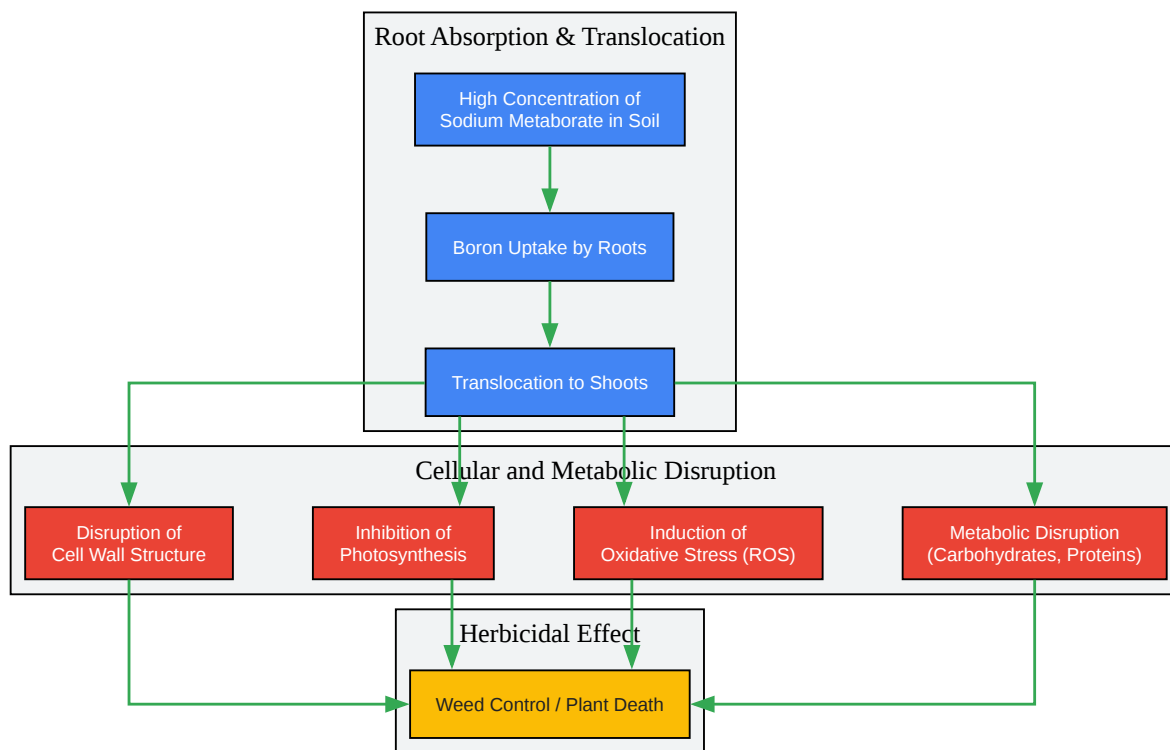 Root Absorption & Translocation
High Concentration of
Sodium Metaborate in Soil
Boron Uptake by Roots
Translocation to Shoots
Cellular and Metabolic Disruption
Disruption of
Cell Wall Structure
Inhibition of
Photosynthesis
Induction of
Oxidative Stress (ROS)
Metabolic Disruption
(Carbohydrates, Proteins)
Herbicidal Effect
Weed Control / Plant Death